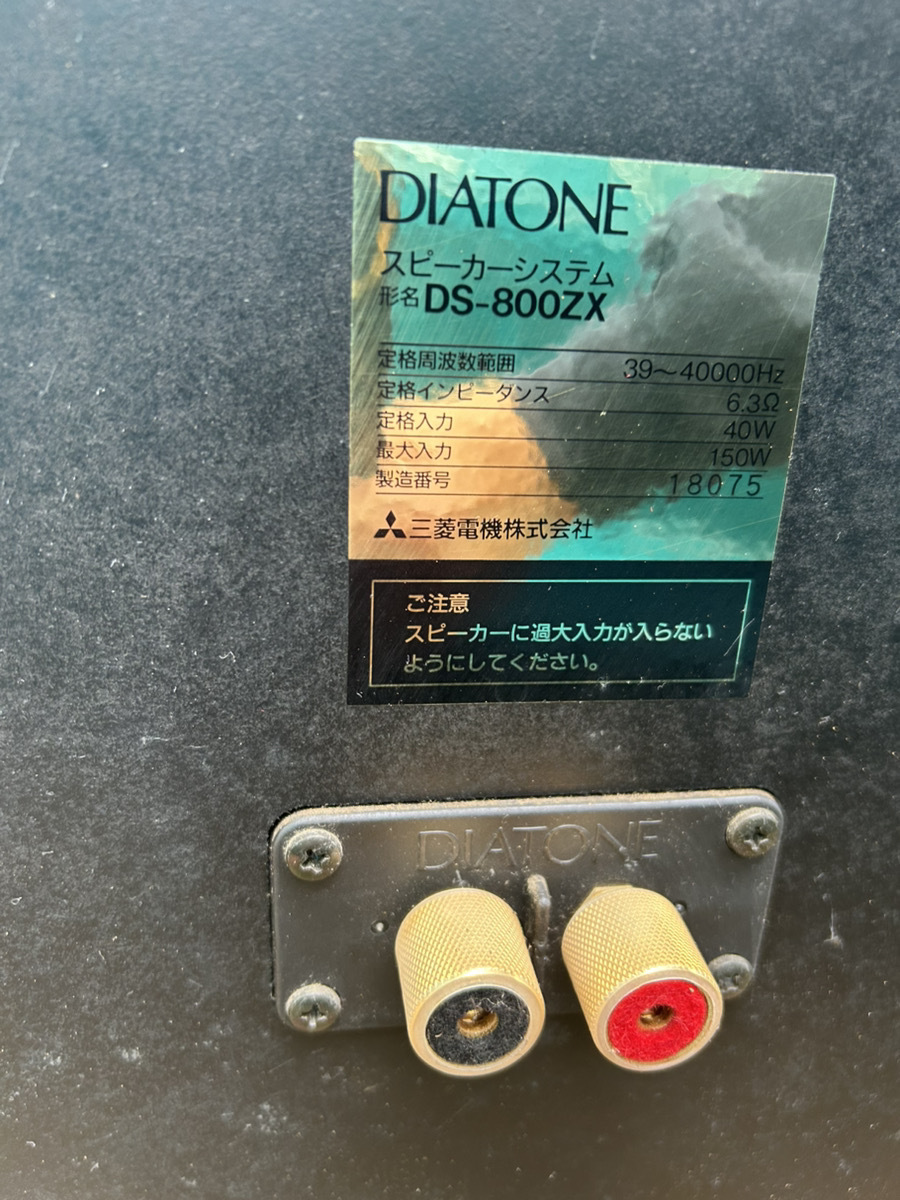 DIATONE
スピーカーシステム
形名 DS-800ZX
定格周波数範囲 39～40000Hz
定格インピーダンス 6.3Ω
定格入力 40W
最大入力 150W
製造番号 18075
三菱電機株式会社
ご注意
スピーカーに過大入力が入らない
ようにしてください。
DIATONE